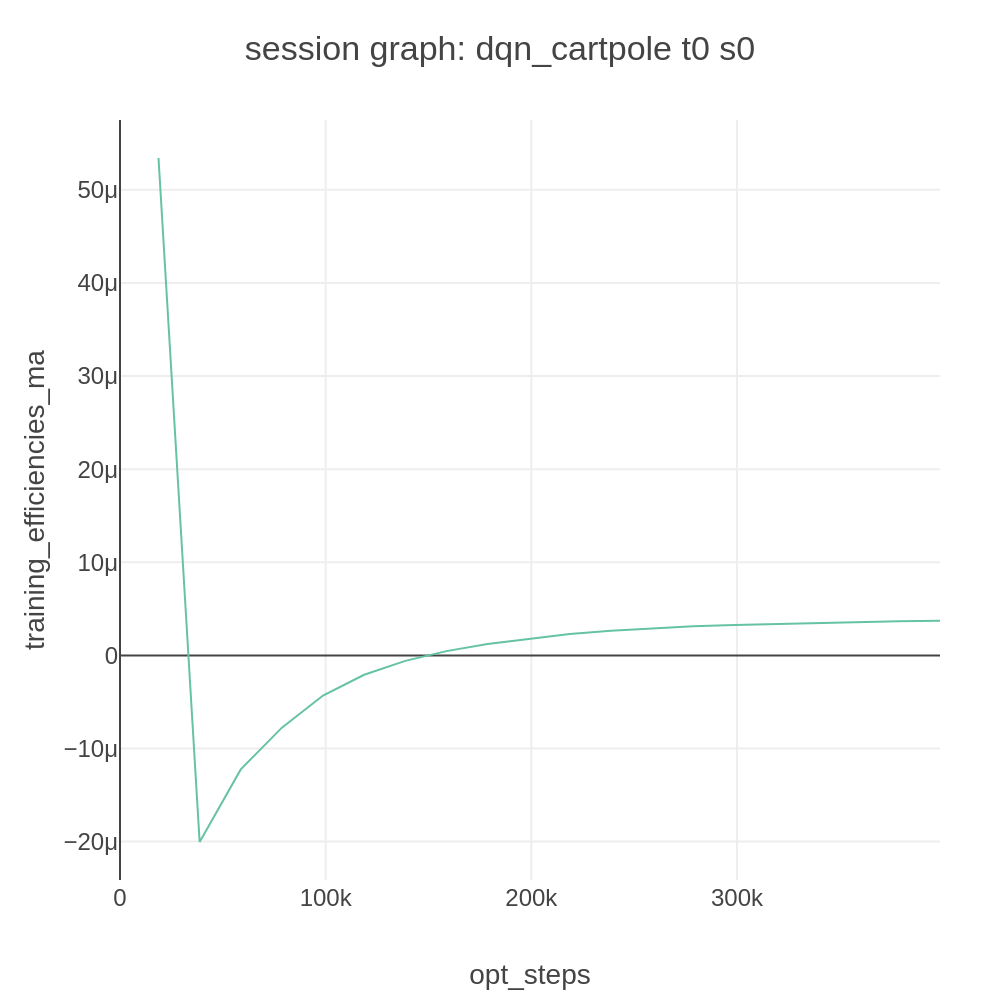 session graph: dqn_cartpole t0 s0
training_efficiencies_ma
50μ
40μ
30μ
20μ
10μ
0
−10μ
−20μ
0
100k
200k
300k
opt_steps